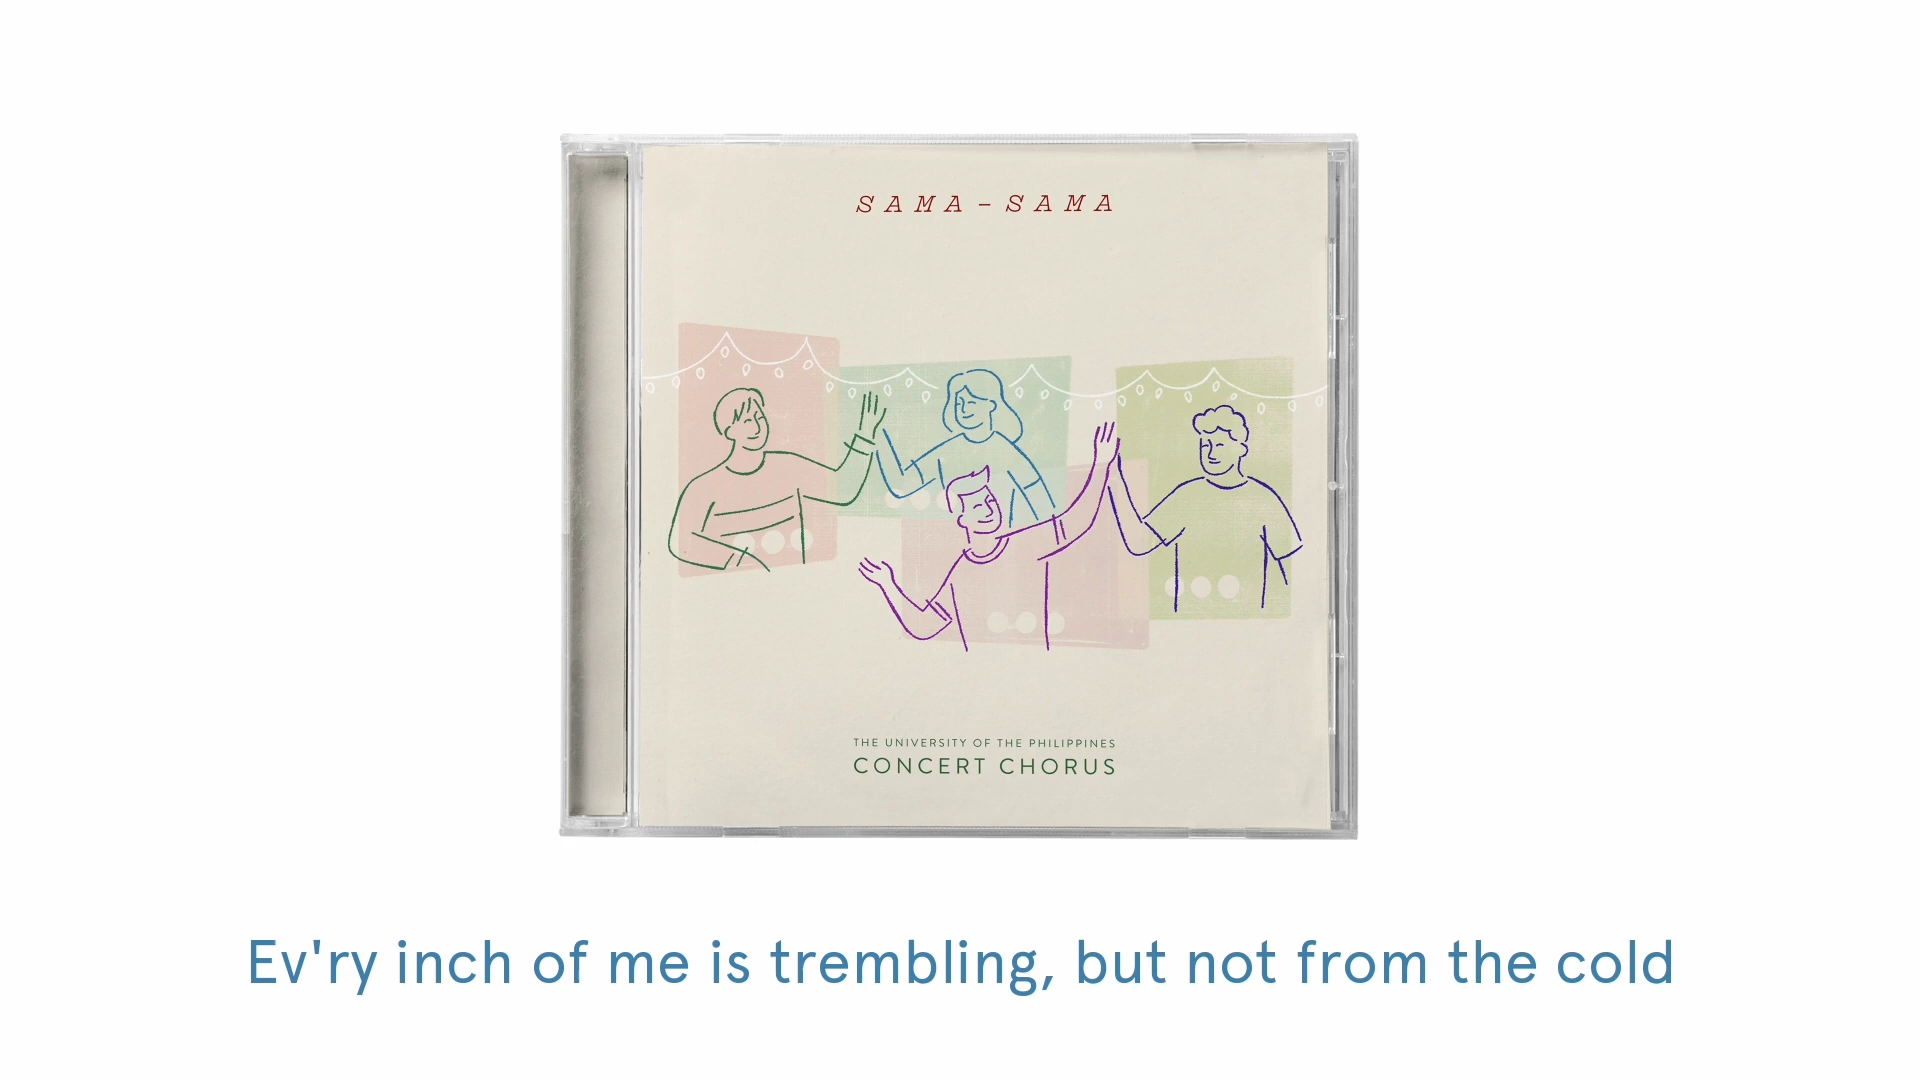 SAMA-SAMA
THE UNIVERSITY OF THE PHILIPPINES
CONCERT CHORUS
Ev'ry inch of me is trembling, but not from the cold